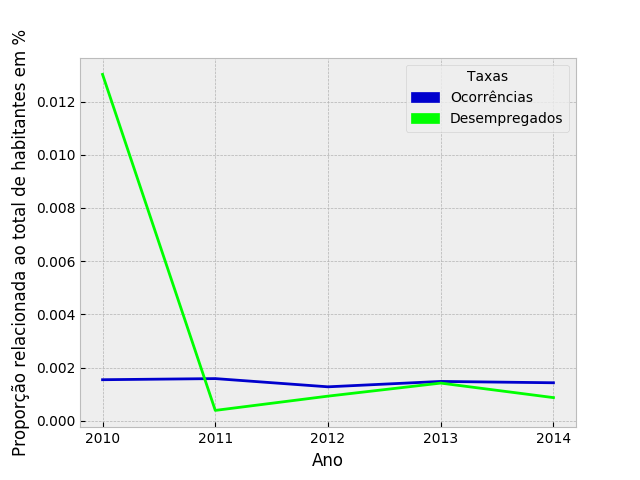 Proporção relacionada ao total de habitantes em %
Taxas
Ocorrências
Desempregados
0.012
0.010
0.008
0.006
0.004
0.002
0.000
2010 2011 2012 2013 2014
Ano